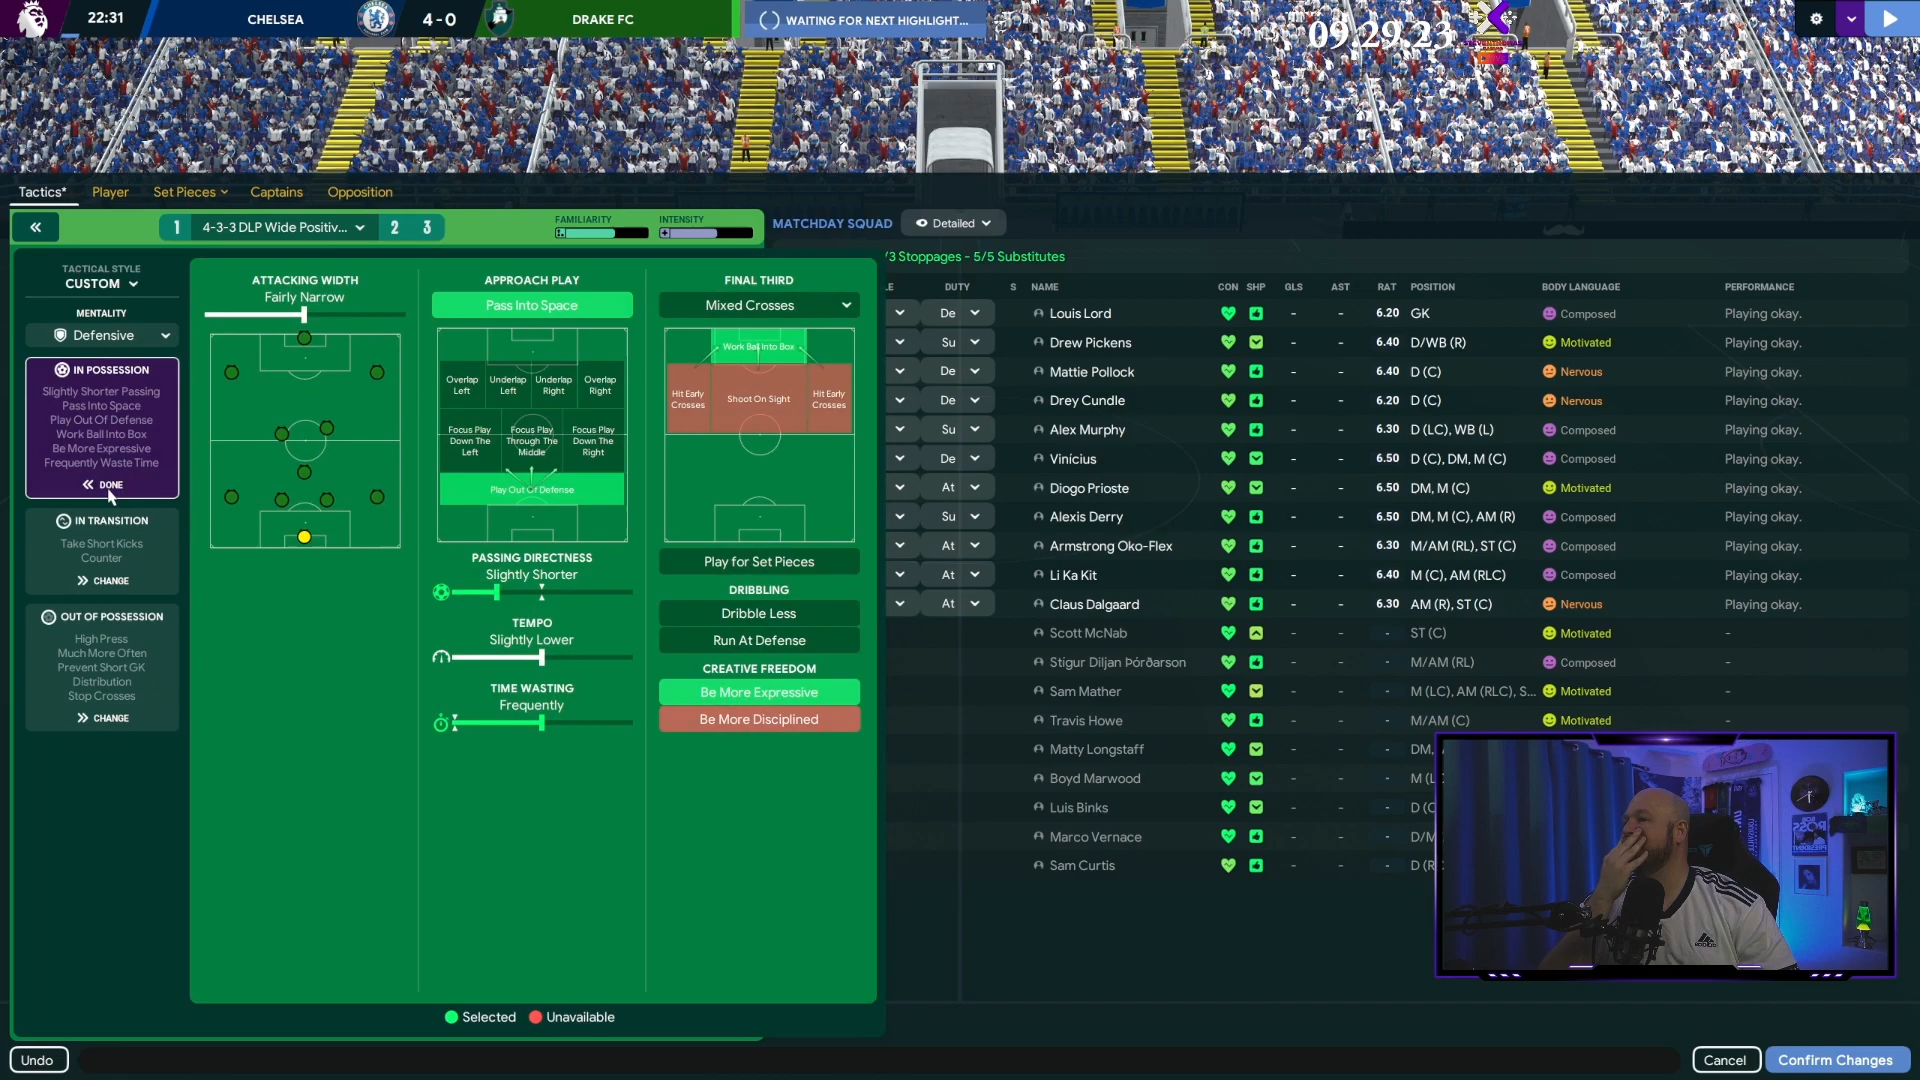 22:31
CHELSEA
4 - 0
DRAKE FC
WAITING FOR NEXT HIGHLIGHT...
09.29.23
Tactics*
Player
Set Pieces
Captains
Opposition
1
4-3-3 DLP Wide Positiv...
2
3
FAMILIARITY
INTENSITY
MATCHDAY SQUAD
Detailed
/3 Stoppages - 5/5 Substitutes
TACTICAL STYLE
CUSTOM
MENTALITY
Defensive
IN POSSESSION
Slightly Shorter Passing
Pass Into Space
Play Out Of Defense
Work Ball Into Box
Be More Expressive
Frequently Waste Time
DONE
IN TRANSITION
Take Short Kicks
Counter
CHANGE
OUT OF POSSESSION
High Press
Much More Often
Prevent Short GK
Distribution
Stop Crosses
CHANGE
ATTACKING WIDTH
Fairly Narrow
APPROACH PLAY
Pass Into Space
Overlap Left
Underlap Left
Underlap Right
Overlap Right
Focus Play Down The Left
Focus Play Through The Middle
Focus Play Down The Right
Play Out Of Defense
PASSING DIRECTNESS
Slightly Shorter
TEMPO
Slightly Lower
TIME WASTING
Frequently
FINAL THIRD
Mixed Crosses
Work Ball Into Box
Hit Early Crosses
Shoot On Sight
Hit Early Crosses
Play for Set Pieces
DRIBBLING
Dribble Less
Run At Defense
CREATIVE FREEDOM
Be More Expressive
Be More Disciplined
Selected
Unavailable
LE DUTY S NAME CON SHP GLS AST RAT POSITION BODY LANGUAGE PERFORMANCE
De Louis Lord - - 6.20 GK Composed Playing okay.
Su Drew Pickens - - 6.40 D/WB (R) Motivated Playing okay.
De Mattie Pollock - - 6.40 D (C) Nervous Playing okay.
De Drey Cundle - - 6.20 D (C) Nervous Playing okay.
Su Alex Murphy - - 6.30 D (LC), WB (L) Composed Playing okay.
De Vinícius - - 6.50 D (C), DM, M (C) Composed Playing okay.
At Diogo Prioste - - 6.50 DM, M (C) Motivated Playing okay.
Su Alexis Derry - - 6.50 DM, M (C), AM (R) Composed Playing okay.
At Armstrong Oko-Flex - - 6.30 M/AM (RL), ST (C) Composed Playing okay.
At Li Ka Kit - - 6.40 M (C), AM (RLC) Composed Playing okay.
At Claus Dalgaard - - 6.30 AM (R), ST (C) Nervous Playing okay.
Scott McNab - - - ST (C) Motivated -
Stígur Diljan Þórðarson - - - M/AM (RL) Composed -
Sam Mather - - - M (LC), AM (RLC), S... Motivated -
Travis Howe - - - M/AM (C) Motivated -
Matty Longstaff - - - DM,
Boyd Marwood - - - M (L
Luis Binks - - - D (C
Marco Vernace - - - D/M
Sam Curtis - - - D (R
Undo
Cancel
Confirm Changes